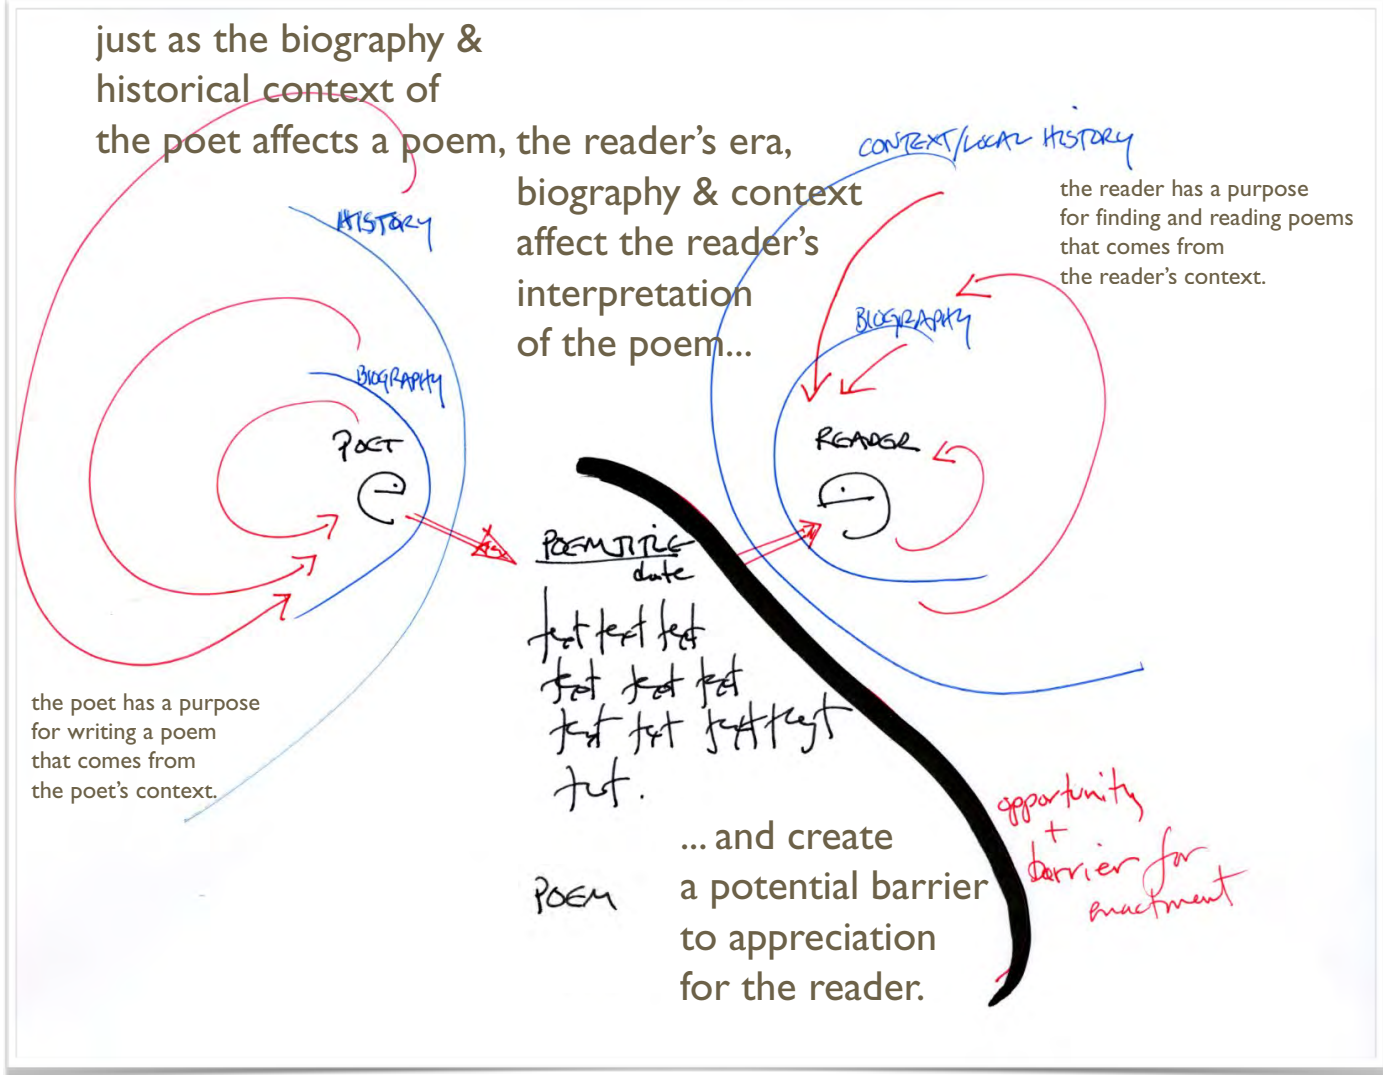 just as the biography &
historical context of
the poet affects a poem,
the reader's era,
biography & context
affect the reader's
interpretation
of the poem...
CONTEXT/LOCAL HISTORY
the reader has a purpose
for finding and reading poems
that comes from
the reader's context.
HISTORY
BIOGRAPHY
POET
BIOGRAPHY
READER
POEM TITLE
date
text text text
text text text
text text text text
text.
the poet has a purpose
for writing a poem
that comes from
the poet's context.
POEM
... and create
a potential barrier
to appreciation
for the reader.
opportunity
+
barrier for
enactment